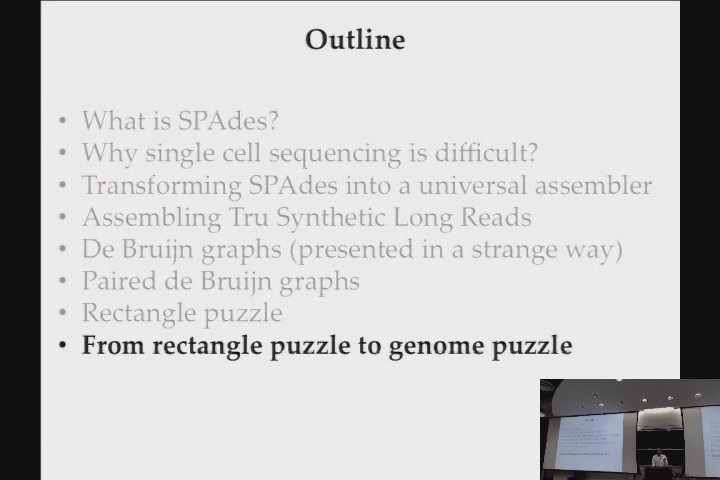 Outline
• What is SPAdes?
• Why single cell sequencing is difficult?
• Transforming SPAdes into a universal assembler
• Assembling Tru Synthetic Long Reads
• De Bruijn graphs (presented in a strange way)
• Paired de Bruijn graphs
• Rectangle puzzle
• From rectangle puzzle to genome puzzle